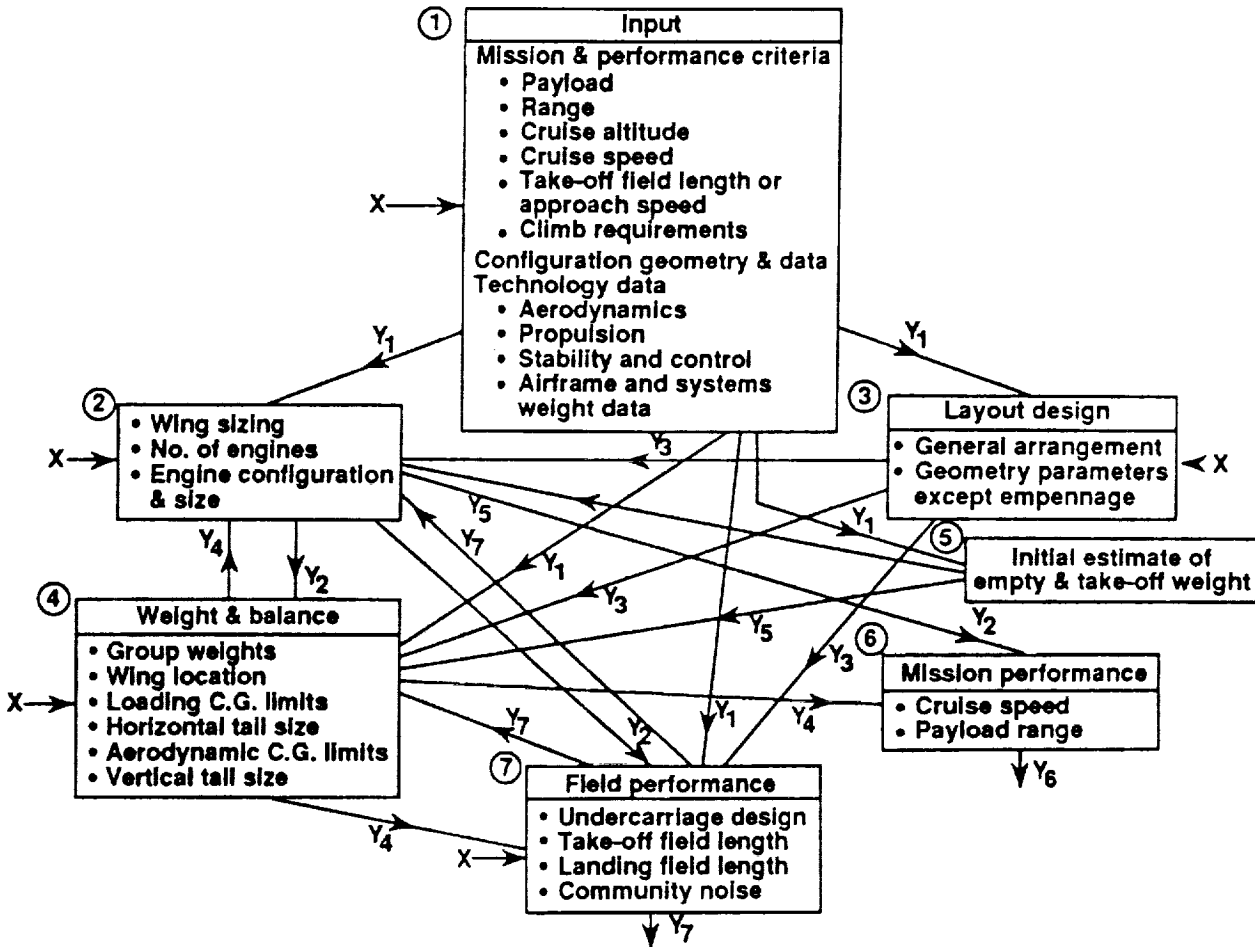 ① Input
Mission & performance criteria
• Payload
• Range
• Cruise altitude
• Cruise speed
• Take-off field length or
approach speed
• Climb requirements
Configuration geometry & data
Technology data
• Aerodynamics
• Propulsion
• Stability and control
• Airframe and systems
weight data
X
Y1
Y1
②
• Wing sizing
• No. of engines
• Engine configuration
& size
X
③ Layout design
• General arrangement
• Geometry parameters
except empennage
X
Y3
Y5
Y7
Y1
Y4
Y2
Y1
Y3
Y5
⑤ Initial estimate of
empty & take-off weight
Y2
Y3
④ Weight & balance
• Group weights
• Wing location
• Loading C.G. limits
• Horizontal tail size
• Aerodynamic C.G. limits
• Vertical tail size
X
⑥ Mission performance
• Cruise speed
• Payload range
Y4
Y6
Y7
Y2
Y1
⑦ Field performance
• Undercarriage design
• Take-off field length
• Landing field length
• Community noise
Y4
X
Y7